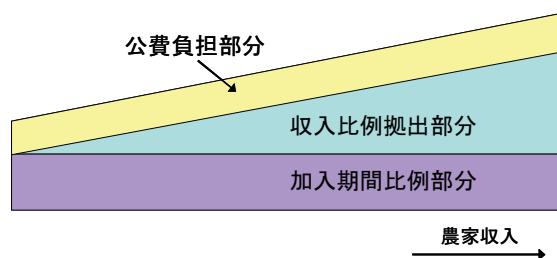 公費負担部分
収入比例拠出部分
加入期間比例部分
農家収入